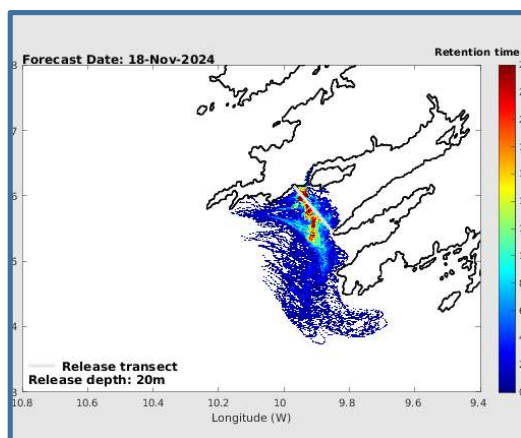 Retention time
Forecast Date: 18-Nov-2024
Release transect
Release depth: 20m
10.8 10.6 10.4 10.2 10 9.8 9.6 9.4
Longitude (W)